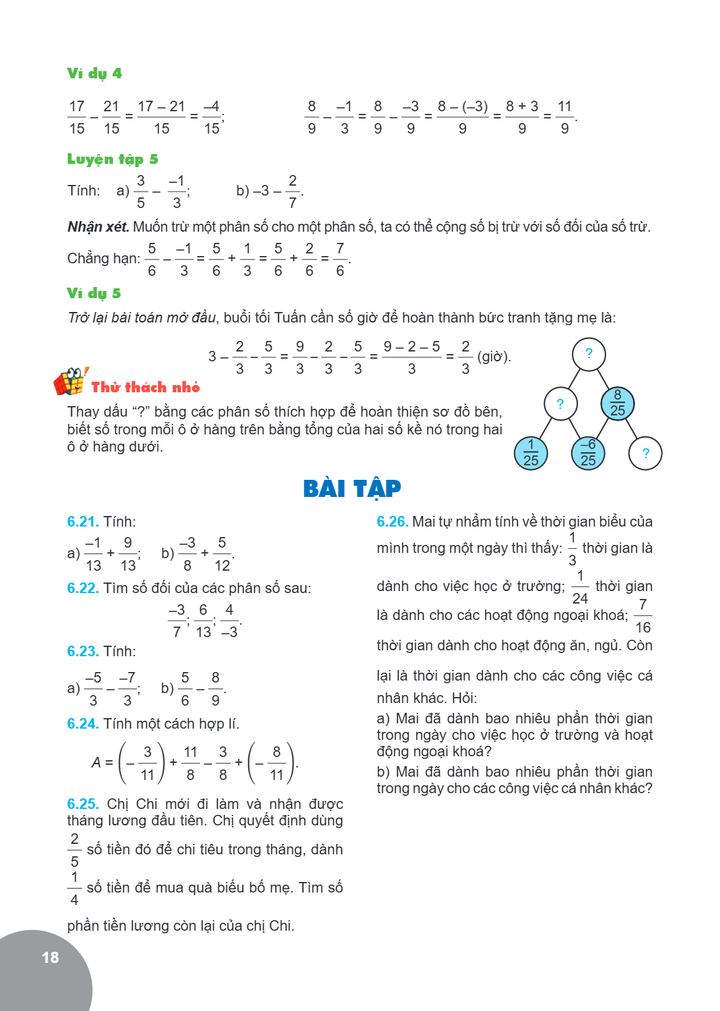 Ví dụ 4
17/15 – 21/15 = 17 – 21/15 = –4/15; 8/9 – –1/3 = 8/9 – –3/9 = 8 – (–3)/9 = 8 + 3/9 = 11/9.
Luyện tập 5
Tính: a) 3/5 – –1/3; b) –3 – 2/7.
Nhận xét. Muốn trừ một phân số cho một phân số, ta có thể cộng số bị trừ với số đối của số trừ.
Chẳng hạn: 5/6 – –1/3 = 5/6 + 1/3 = 5/6 + 2/6 = 7/6.
Ví dụ 5
Trở lại bài toán mở đầu, buổi tối Tuấn cần số giờ để hoàn thành bức tranh tặng mẹ là:
3 – 2/3 – 5/3 = 9/3 – 2/3 – 5/3 = 9 – 2 – 5/3 = 2/3 (giờ).
Thử thách nhỏ
Thay dấu “?” bằng các phân số thích hợp để hoàn thiện sơ đồ bên,
biết số trong mỗi ô ở hàng trên bằng tổng của hai số kề nó trong hai
ô ở hàng dưới.
?
? 8/25
1/25 –6/25 ?
BÀI TẬP
6.21. Tính:
a) –1/13 + 9/13; b) –3/8 + 5/12.
6.22. Tìm số đối của các phân số sau:
–3/7; 6/13; 4/–3.
6.23. Tính:
a) –5/3 – –7/3; b) 5/6 – 8/9.
6.24. Tính một cách hợp lí.
A = (– 3/11) + 11/8 – 3/8 + (– 8/11).
6.25. Chị Chi mới đi làm và nhận được
tháng lương đầu tiên. Chị quyết định dùng
2/5 số tiền đó để chi tiêu trong tháng, dành
1/4 số tiền để mua quà biếu bố mẹ. Tìm số
phần tiền lương còn lại của chị Chi.
6.26. Mai tự nhẩm tính về thời gian biểu của
mình trong một ngày thì thấy: 1/3 thời gian là
dành cho việc học ở trường; 1/24 thời gian
là dành cho các hoạt động ngoại khoá; 7/16
thời gian dành cho hoạt động ăn, ngủ. Còn
lại là thời gian dành cho các công việc cá
nhân khác. Hỏi:
a) Mai đã dành bao nhiêu phần thời gian
trong ngày cho việc học ở trường và hoạt
động ngoại khoá?
b) Mai đã dành bao nhiêu phần thời gian
trong ngày cho các công việc cá nhân khác?
18